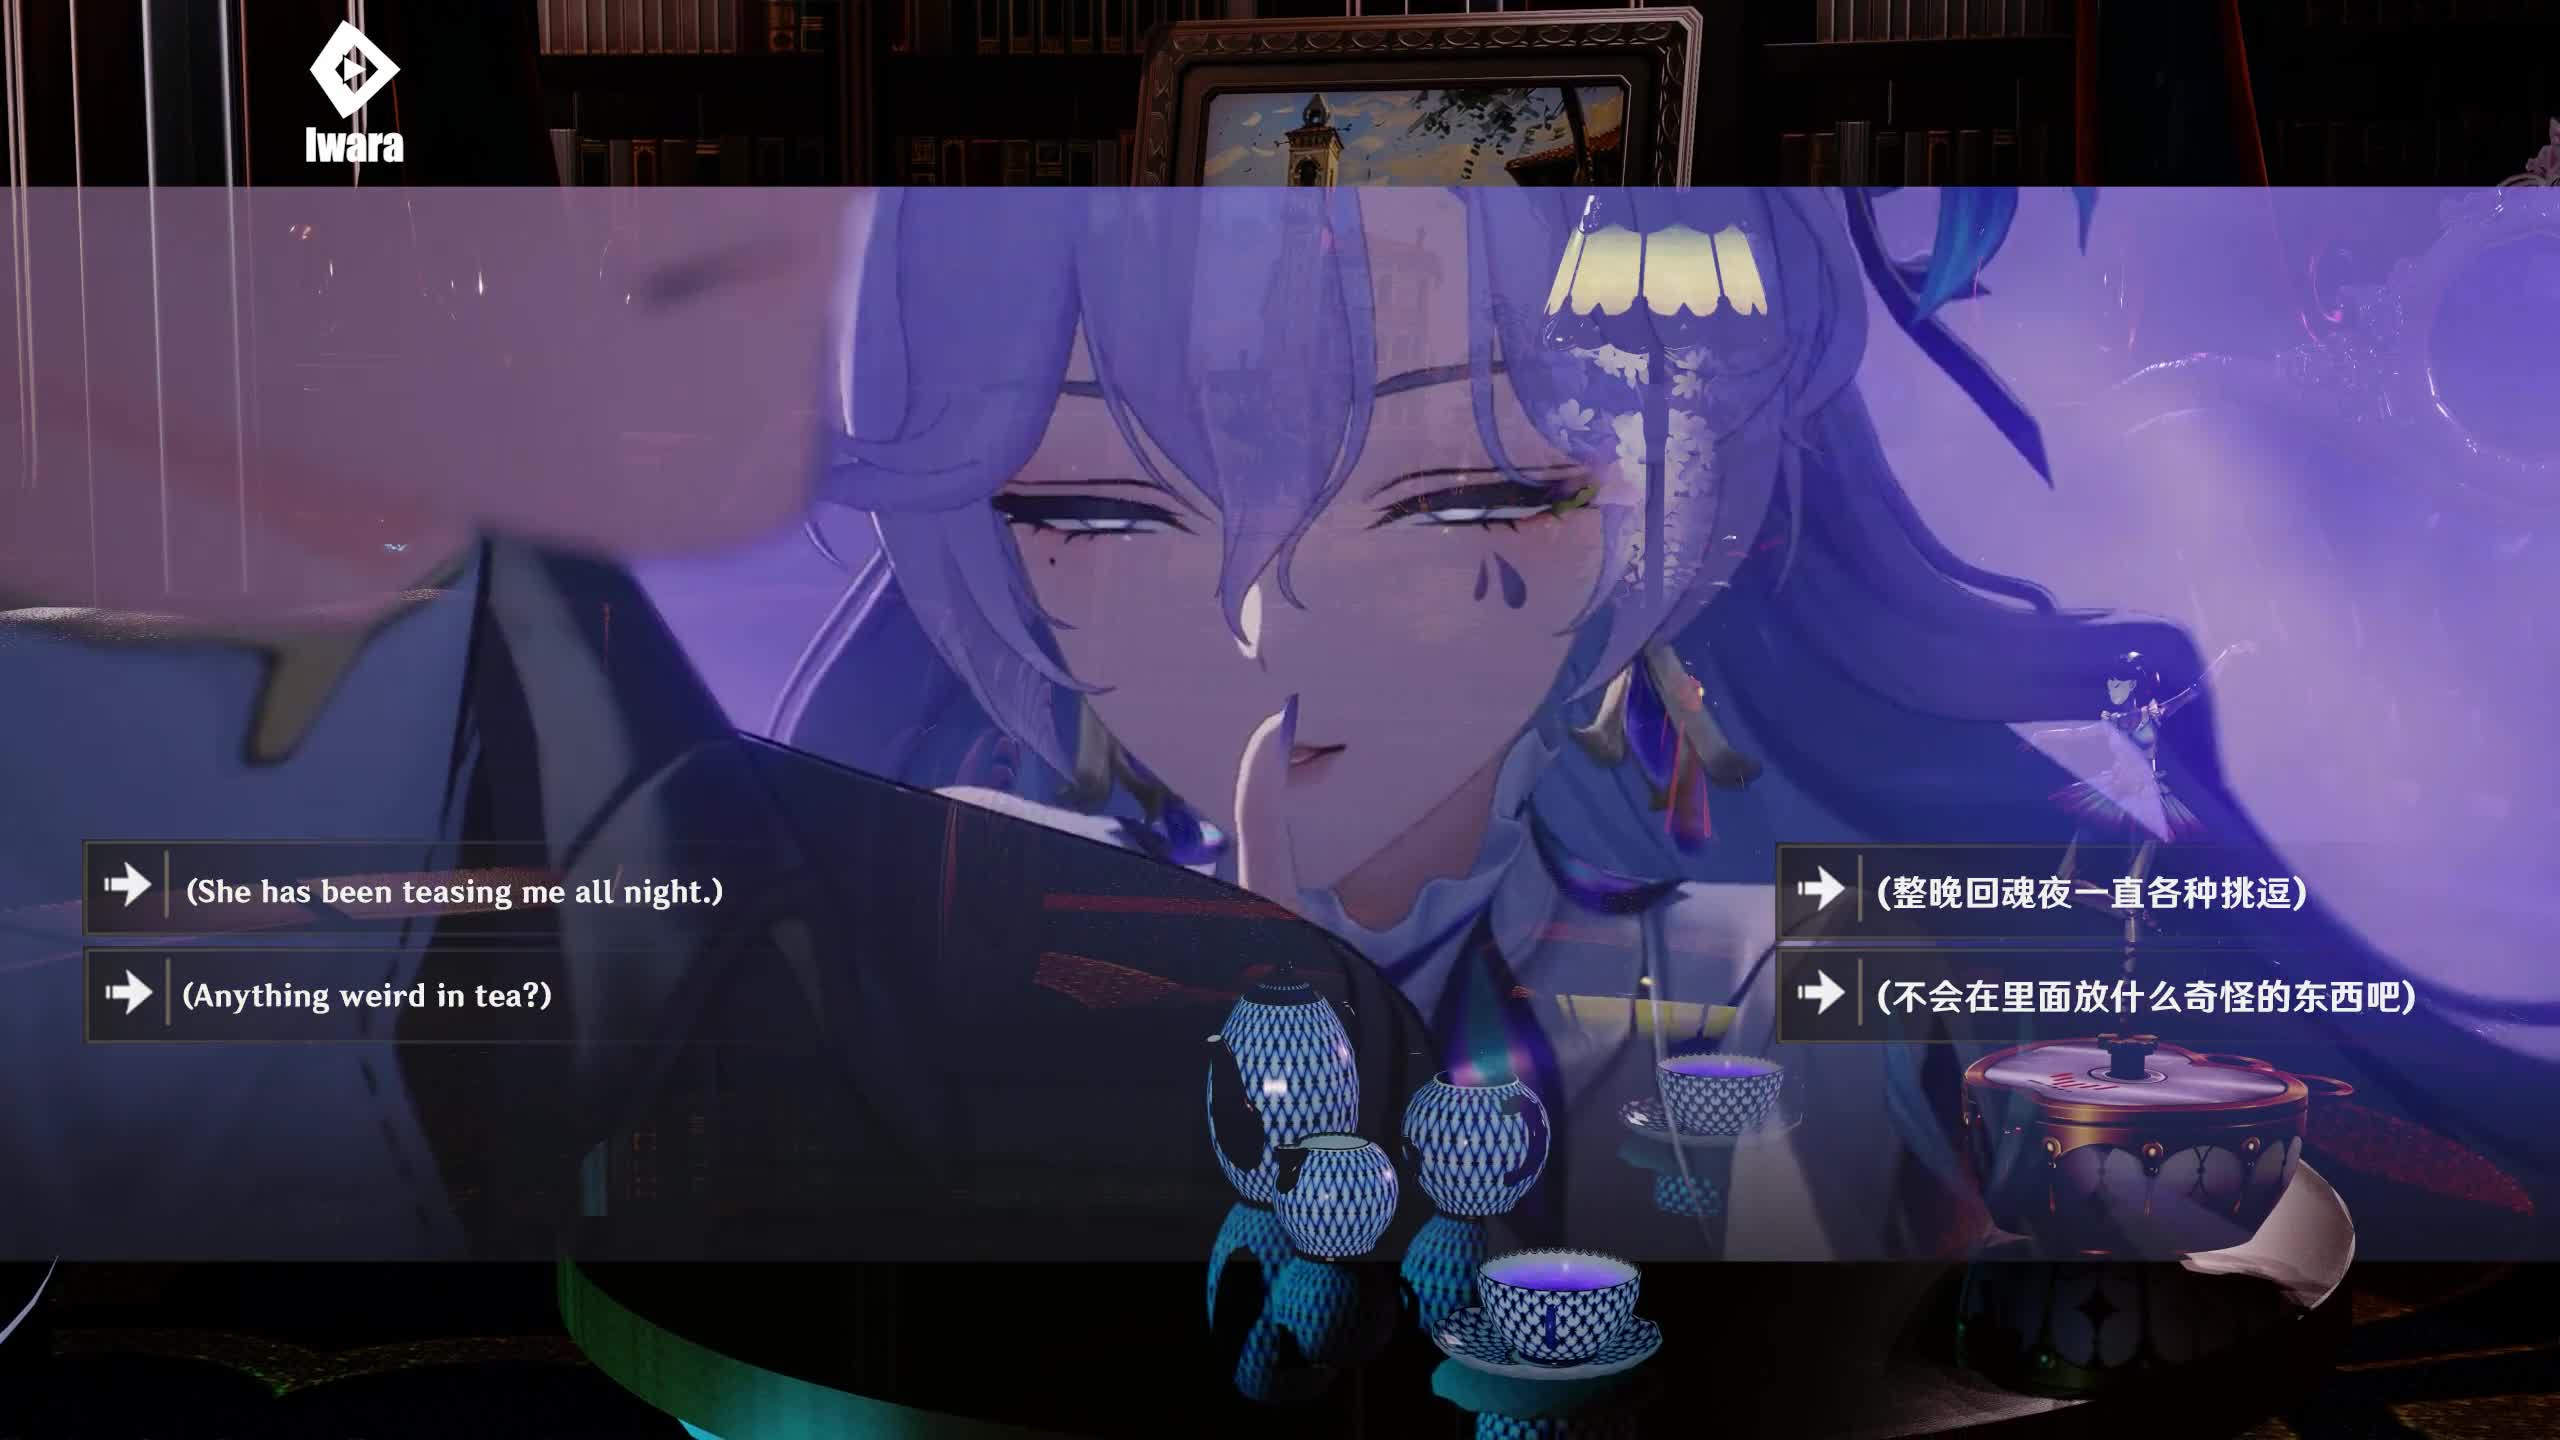 Iwara
(She has been teasing me all night.)
(Anything weird in tea?)
(整晚回魂夜一直各种挑逗)
(不会在里面放什么奇怪的东西吧)